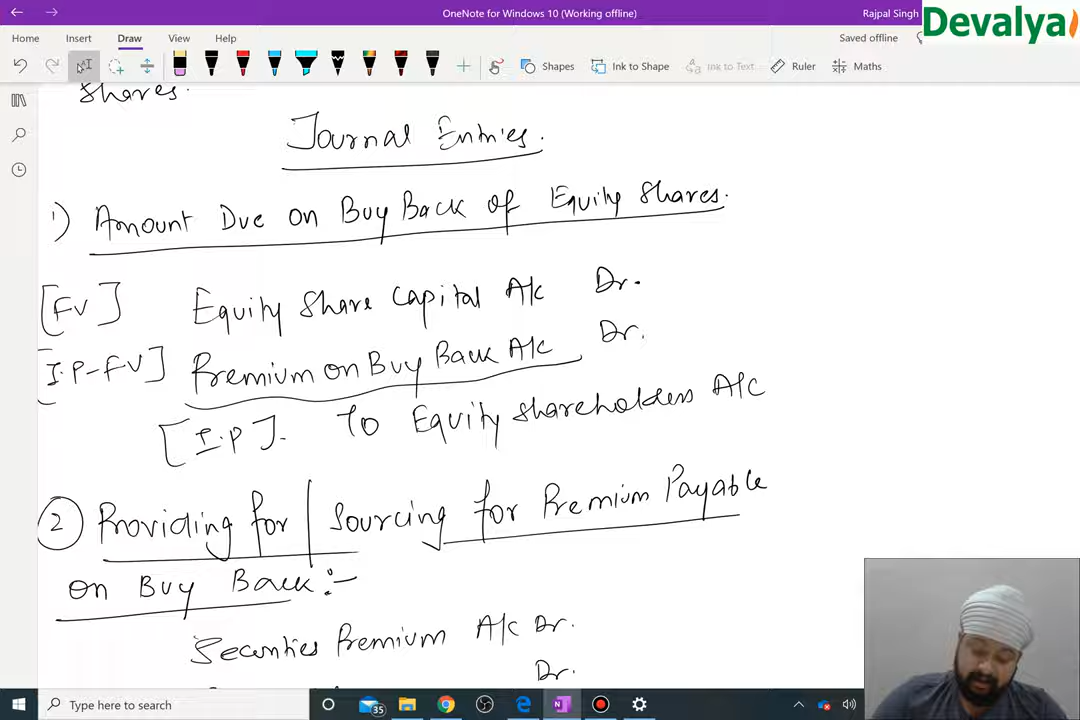 OneNote for Windows 10 (Working offline)
Rajpal Singh
Devalya
Home Insert Draw View Help
Saved offline
Shapes Ink to Shape Ink to Text Ruler Maths
Shares.
Journal Entries.
1) Amount Due on Buy Back of Equity Shares.
[FV] Equity Share Capital A/c Dr.
[I.P-FV] Premium on Buy Back A/c Dr.
[I.P]. To Equity Shareholders A/c
2 Providing for / Sourcing for Premium Payable
on Buy Back :-
Securities Premium A/c Dr.
Dr.
Type here to search
35